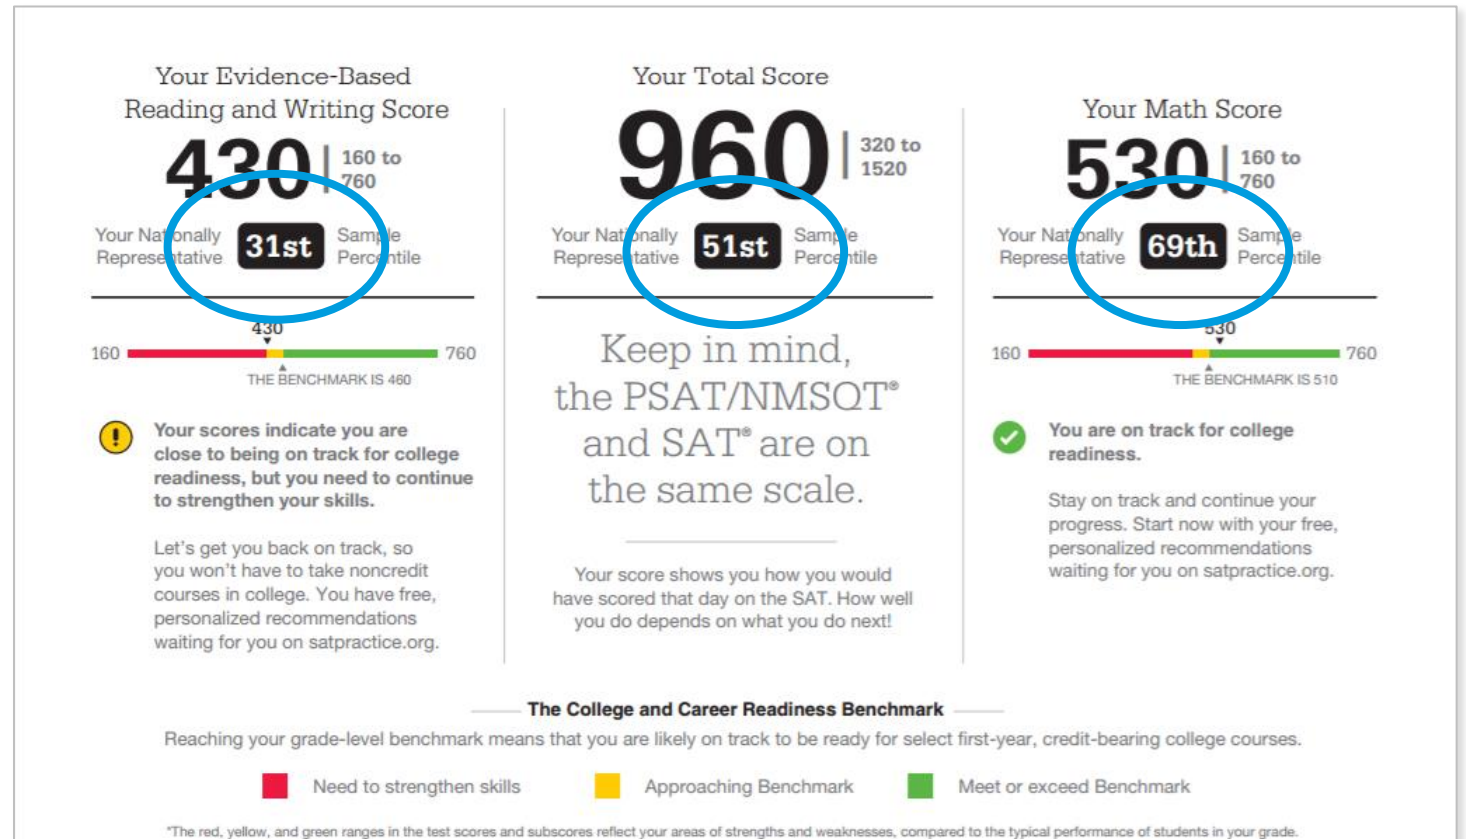 Your Evidence-Based
Reading and Writing Score
430
160 to
760
Your Nationally
Representative
31st
Sample
Percentile
430
160
760
THE BENCHMARK IS 460
Your scores indicate you are
close to being on track for college
readiness, but you need to continue
to strengthen your skills.
Let's get you back on track, so
you won't have to take noncredit
courses in college. You have free,
personalized recommendations
waiting for you on satpractice.org.
Your Total Score
960
320 to
1520
Your Nationally
Representative
51st
Sample
Percentile
Keep in mind,
the PSAT/NMSQT®
and SAT® are on
the same scale.
Your score shows you how you would
have scored that day on the SAT. How well
you do depends on what you do next!
Your Math Score
530
160 to
760
Your Nationally
Representative
69th
Sample
Percentile
530
160
760
THE BENCHMARK IS 510
You are on track for college
readiness.
Stay on track and continue your
progress. Start now with your free,
personalized recommendations
waiting for you on satpractice.org.
The College and Career Readiness Benchmark
Reaching your grade-level benchmark means that you are likely on track to be ready for select first-year, credit-bearing college courses.
Need to strengthen skills
Approaching Benchmark
Meet or exceed Benchmark
*The red, yellow, and green ranges in the test scores and subscores reflect your areas of strengths and weaknesses, compared to the typical performance of students in your grade.